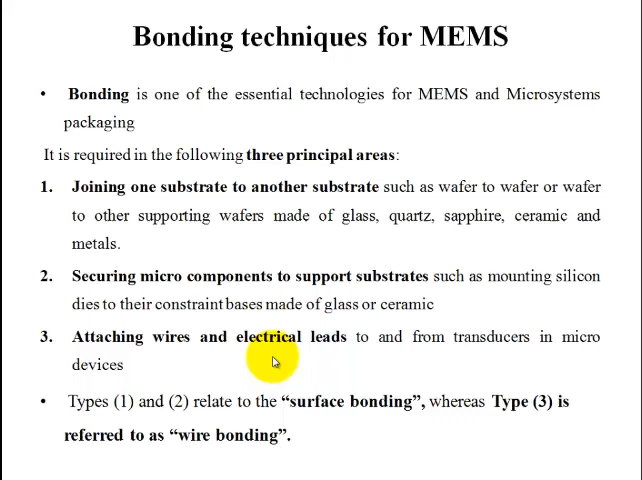 Bonding techniques for MEMS
• Bonding is one of the essential technologies for MEMS and Microsystems
packaging
It is required in the following three principal areas:
1. Joining one substrate to another substrate such as wafer to wafer or wafer
to other supporting wafers made of glass, quartz, sapphire, ceramic and
metals.
2. Securing micro components to support substrates such as mounting silicon
dies to their constraint bases made of glass or ceramic
3. Attaching wires and electrical leads to and from transducers in micro
devices
• Types (1) and (2) relate to the “surface bonding”, whereas Type (3) is
referred to as “wire bonding”.